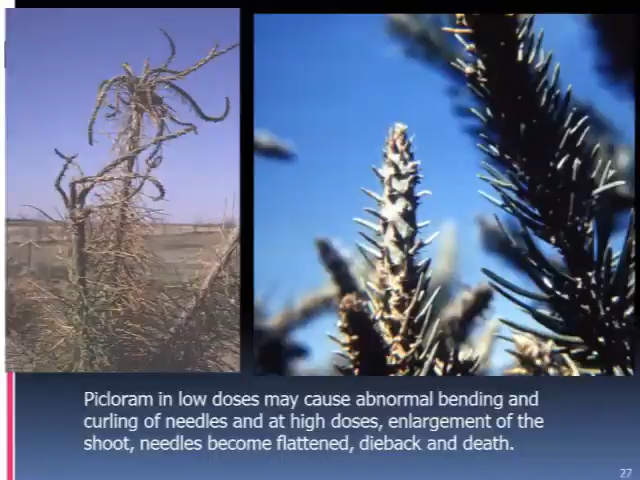 Picloram in low doses may cause abnormal bending and
curling of needles and at high doses, enlargement of the
shoot, needles become flattened, dieback and death.
27